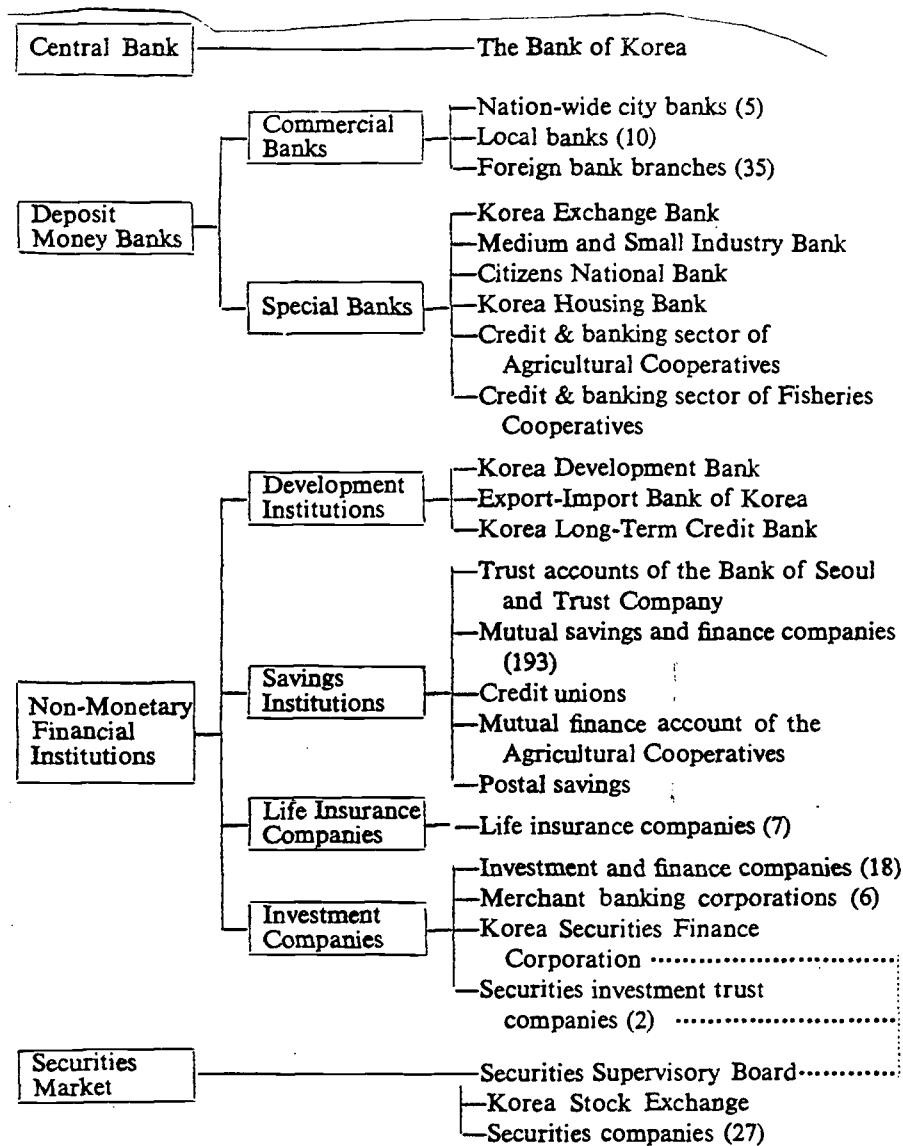 Central Bank
The Bank of Korea
Deposit
Money Banks
Commercial
Banks
Nation-wide city banks (5)
Local banks (10)
Foreign bank branches (35)
Special Banks
Korea Exchange Bank
Medium and Small Industry Bank
Citizens National Bank
Korea Housing Bank
Credit & banking sector of
Agricultural Cooperatives
Credit & banking sector of Fisheries
Cooperatives
Non-Monetary
Financial
Institutions
Development
Institutions
Korea Development Bank
Export-Import Bank of Korea
Korea Long-Term Credit Bank
Savings
Institutions
Trust accounts of the Bank of Seoul
and Trust Company
Mutual savings and finance companies
(193)
Credit unions
Mutual finance account of the
Agricultural Cooperatives
Postal savings
Life Insurance
Companies
Life insurance companies (7)
Investment
Companies
Investment and finance companies (18)
Merchant banking corporations (6)
Korea Securities Finance
Corporation
Securities investment trust
companies (2)
Securities
Market
Securities Supervisory Board
Korea Stock Exchange
Securities companies (27)